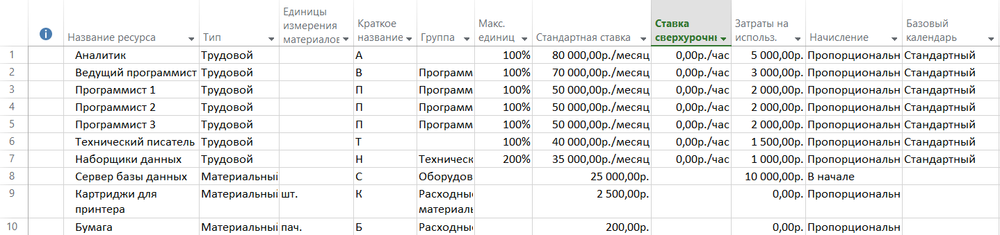 Название ресурса Тип Единицы измерения материалов Краткое название Группа Макс. единиц Стандартная ставка Ставка сверхурочн Затраты на использ. Начисление Базовый календарь
1 Аналитик Трудовой А 100% 80 000,00р./месяц 0,00р./час 5 000,00р. Пропорциональн Стандартный
2 Ведущий программист Трудовой В Программ 100% 70 000,00р./месяц 0,00р./час 3 000,00р. Пропорциональн Стандартный
3 Программист 1 Трудовой П Программ 100% 50 000,00р./месяц 0,00р./час 2 000,00р. Пропорциональн Стандартный
4 Программист 2 Трудовой П Программ 100% 50 000,00р./месяц 0,00р./час 2 000,00р. Пропорциональн Стандартный
5 Программист 3 Трудовой П Программ 100% 50 000,00р./месяц 0,00р./час 2 000,00р. Пропорциональн Стандартный
6 Технический писатель Трудовой Т 100% 40 000,00р./месяц 0,00р./час 1 500,00р. Пропорциональн Стандартный
7 Наборщики данных Трудовой Н Техническ 200% 35 000,00р./месяц 0,00р./час 1 000,00р. Пропорциональн Стандартный
8 Сервер базы данных Материальный С Оборудов 25 000,00р. 10 000,00р. В начале
9 Картриджи для принтера Материальный шт. К Расходные материаль 2 500,00р. 0,00р. Пропорциональн
10 Бумага Материальный пач. Б Расходные 200,00р. 0,00р. Пропорциональн